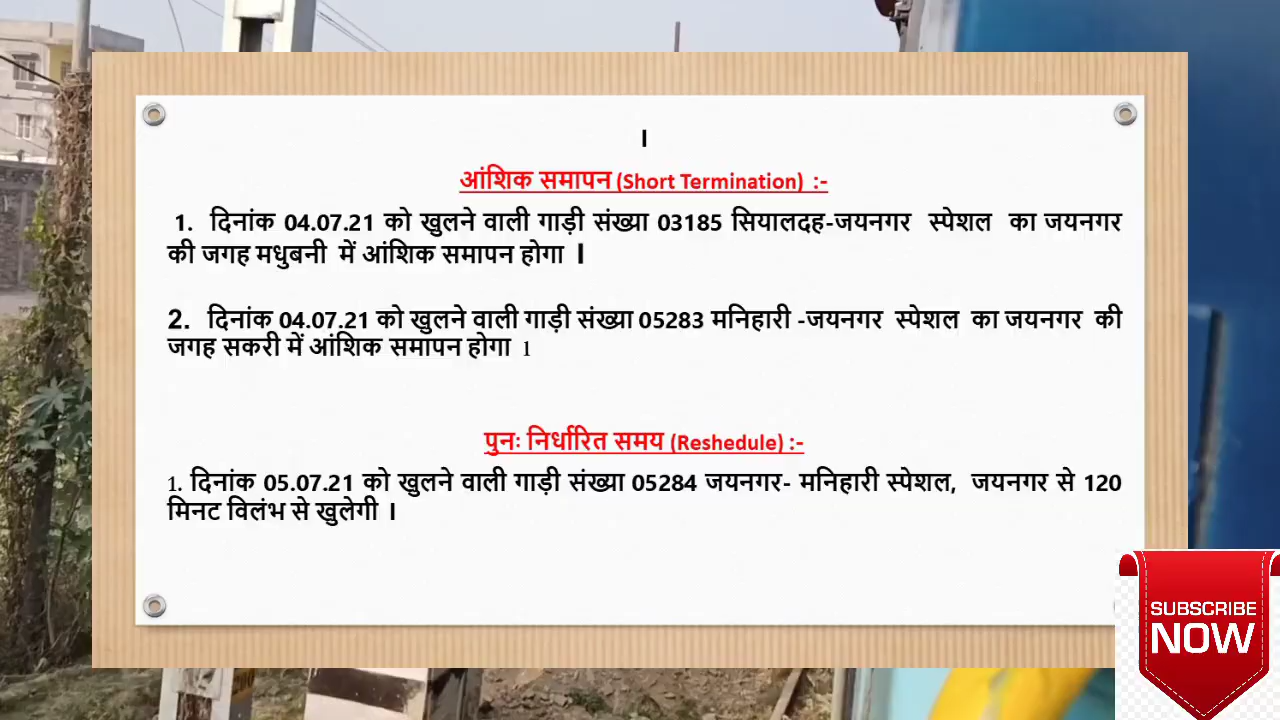 ।
आंशिक समापन (Short Termination) :-
1. दिनांक 04.07.21 को खुलने वाली गाड़ी संख्या 03185 सियालदह-जयनगर स्पेशल का जयनगर
की जगह मधुबनी में आंशिक समापन होगा ।
2. दिनांक 04.07.21 को खुलने वाली गाड़ी संख्या 05283 मनिहारी -जयनगर स्पेशल का जयनगर की
जगह सकरी में आंशिक समापन होगा 1
पुनः निर्धारित समय (Reshedule) :-
1. दिनांक 05.07.21 को खुलने वाली गाड़ी संख्या 05284 जयनगर- मनिहारी स्पेशल, जयनगर से 120
मिनट विलंभ से खुलेगी ।
SUBSCRIBE
NOW